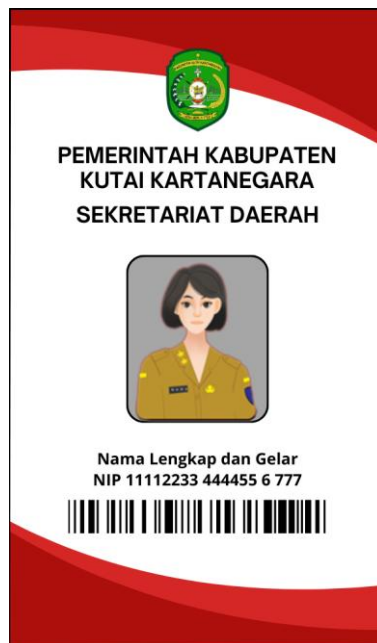 PEMERINTAH KABUPATEN
KUTAI KARTANEGARA
SEKRETARIAT DAERAH
Nama Lengkap dan Gelar
NIP 11112233 444455 6 777